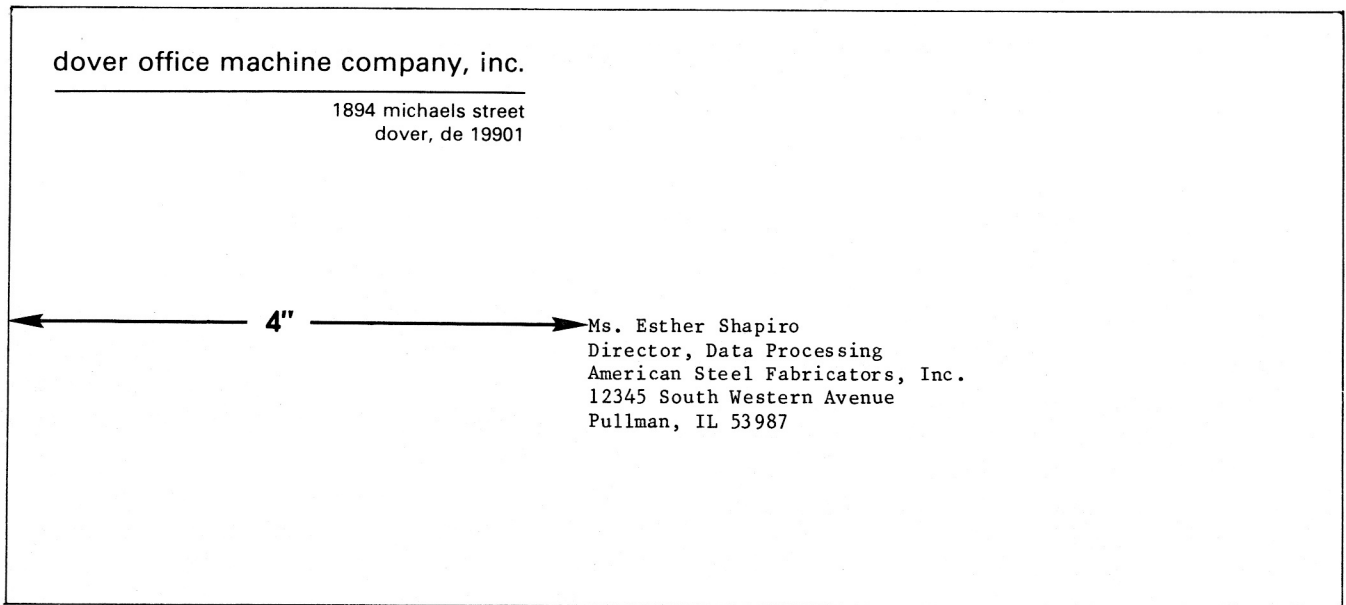 dover office machine company, inc.
1894 michaels street
dover, de 19901
4"
Ms. Esther Shapiro
Director, Data Processing
American Steel Fabricators, Inc.
12345 South Western Avenue
Pullman, IL 53987